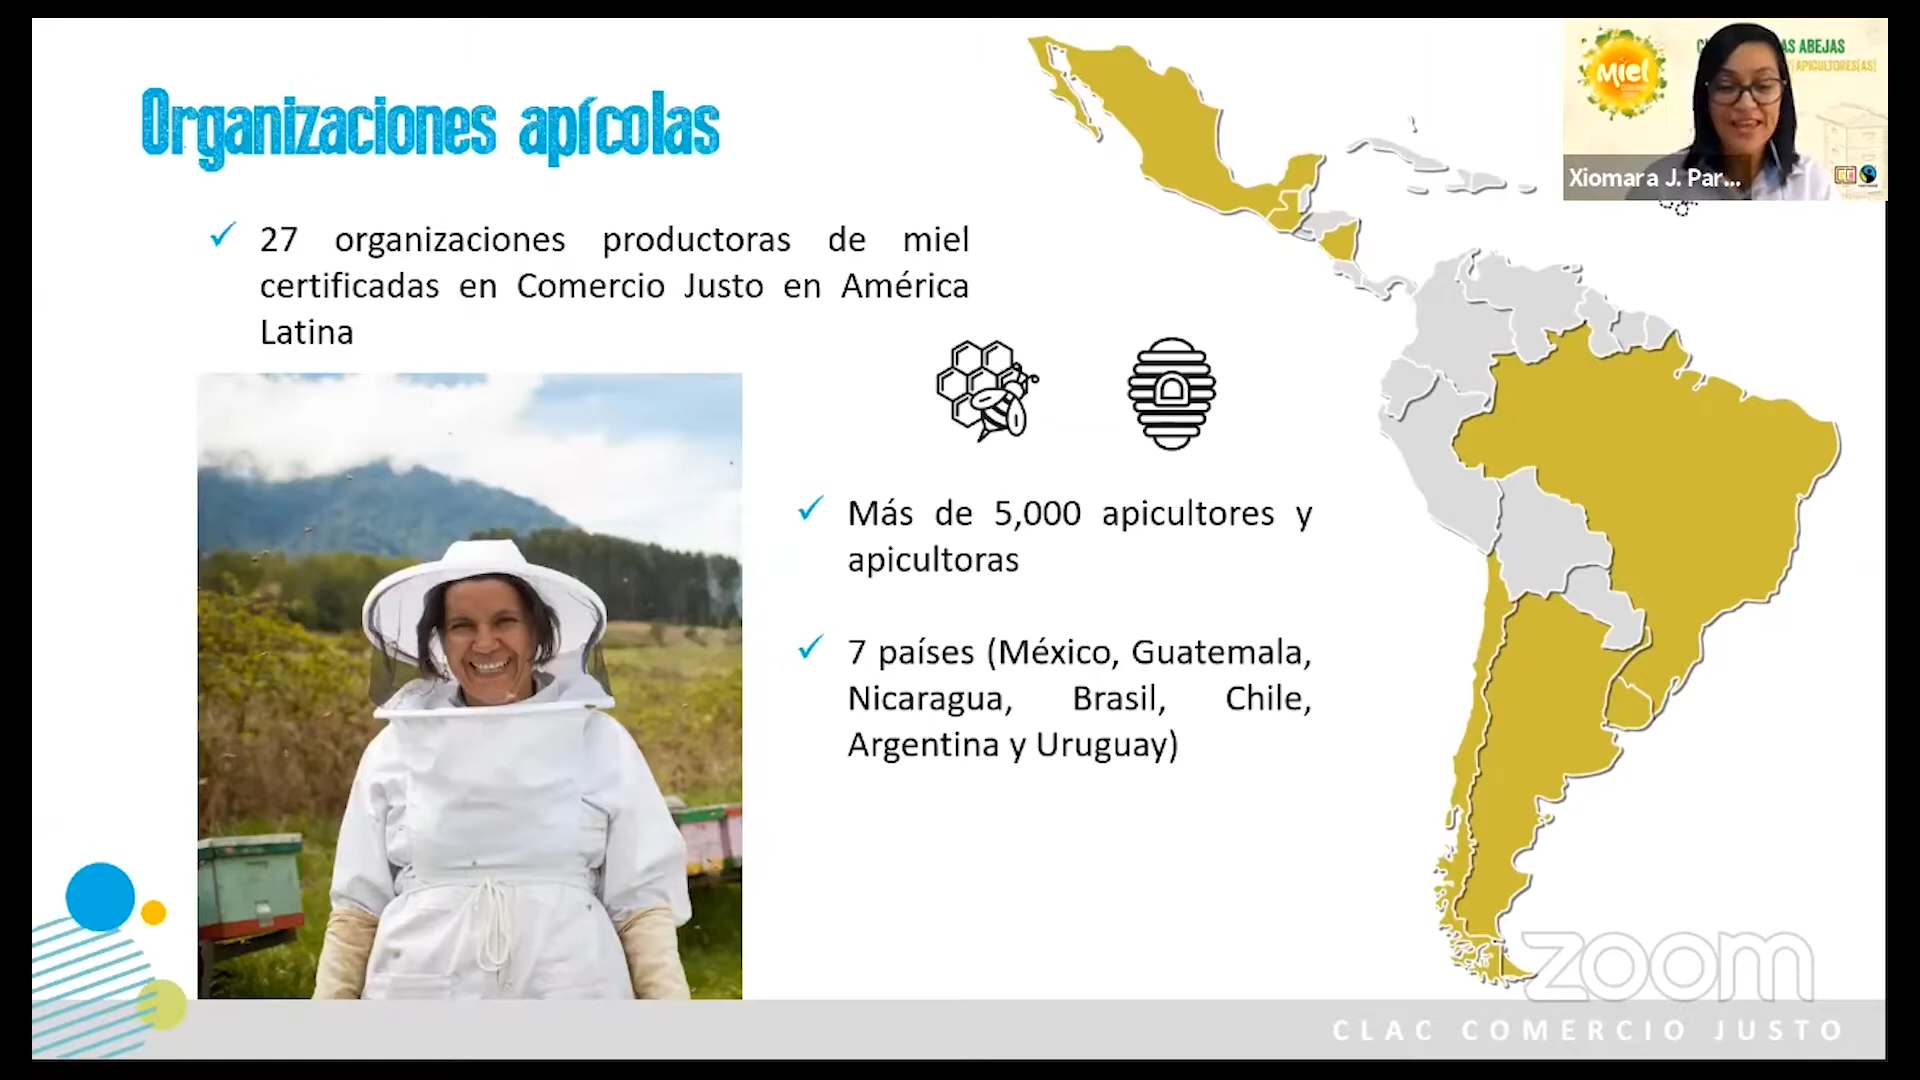 Organizaciones apícolas
✓ 27 organizaciones productoras de miel
certificadas en Comercio Justo en América
Latina
✓ Más de 5,000 apicultores y
apicultoras
✓ 7 países (México, Guatemala,
Nicaragua, Brasil, Chile,
Argentina y Uruguay)
Miel
AS ABEJAS
APICULTORES(AS)
Xiomara J. Par...
zoom
CLAC COMERCIO JUSTO